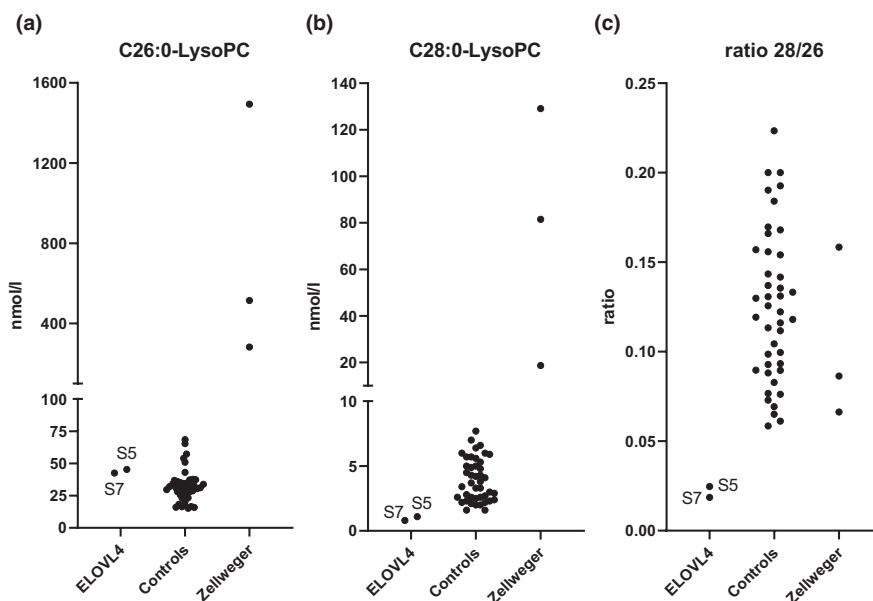 (a)
C26:0-LysoPC
nmol/l
1600
1200
800
400
100
75
50
25
0
S5
S7
ELOVL4
Controls
Zellweger
(b)
C28:0-LysoPC
nmol/l
140
120
100
80
60
40
20
10
5
0
S7
S5
ELOVL4
Controls
Zellweger
(c)
ratio 28/26
ratio
0.25
0.20
0.15
0.10
0.05
0.00
S5
S7
ELOVL4
Controls
Zellweger